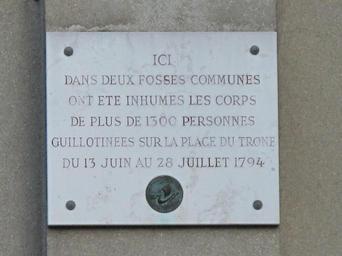 ICI
DANS DEUX FOSSES COMMUNES
ONT ETE INHUMES LES CORPS
DE PLUS DE 1300 PERSONNES
GUILLOTINEES SUR LA PLACE DU TRONE
DU 13 JUIN AU 28 JUILLET 1794